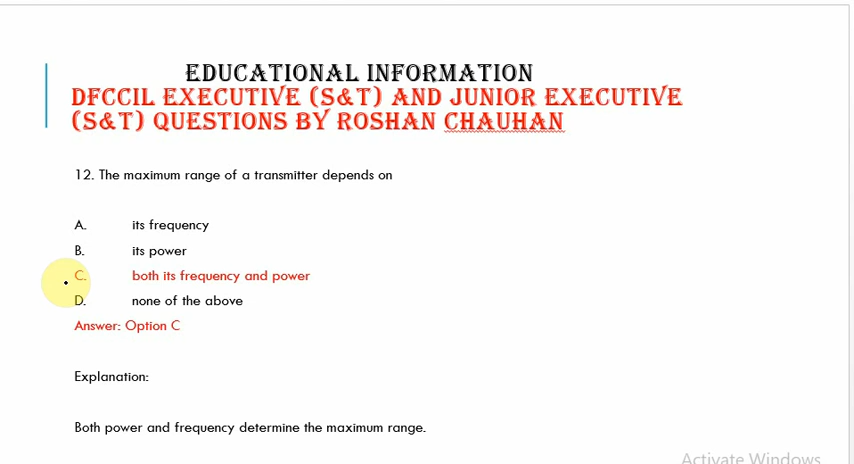 EDUCATIONAL INFORMATION
DFCCIL EXECUTIVE (S&T) AND JUNIOR EXECUTIVE
(S&T) QUESTIONS BY ROSHAN CHAUHAN
12. The maximum range of a transmitter depends on
A. its frequency
B. its power
C. both its frequency and power
D. none of the above
Answer: Option C
Explanation:
Both power and frequency determine the maximum range.
Activate Windows